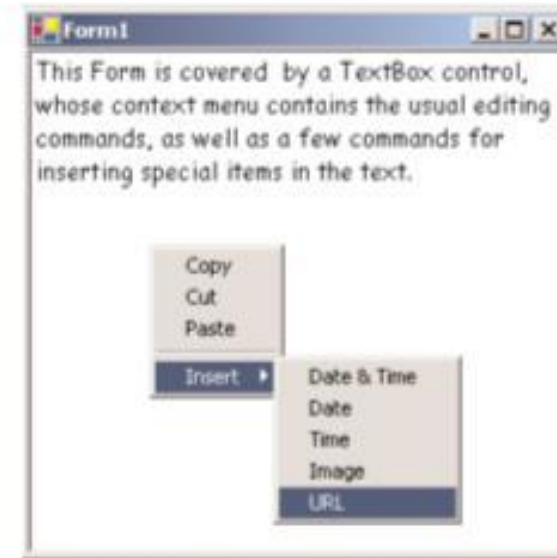 Form1
This Form is covered by a TextBox control,
whose context menu contains the usual editing
commands, as well as a few commands for
inserting special items in the text.
Copy
Cut
Paste
Insert
Date & Time
Date
Time
Image
URL